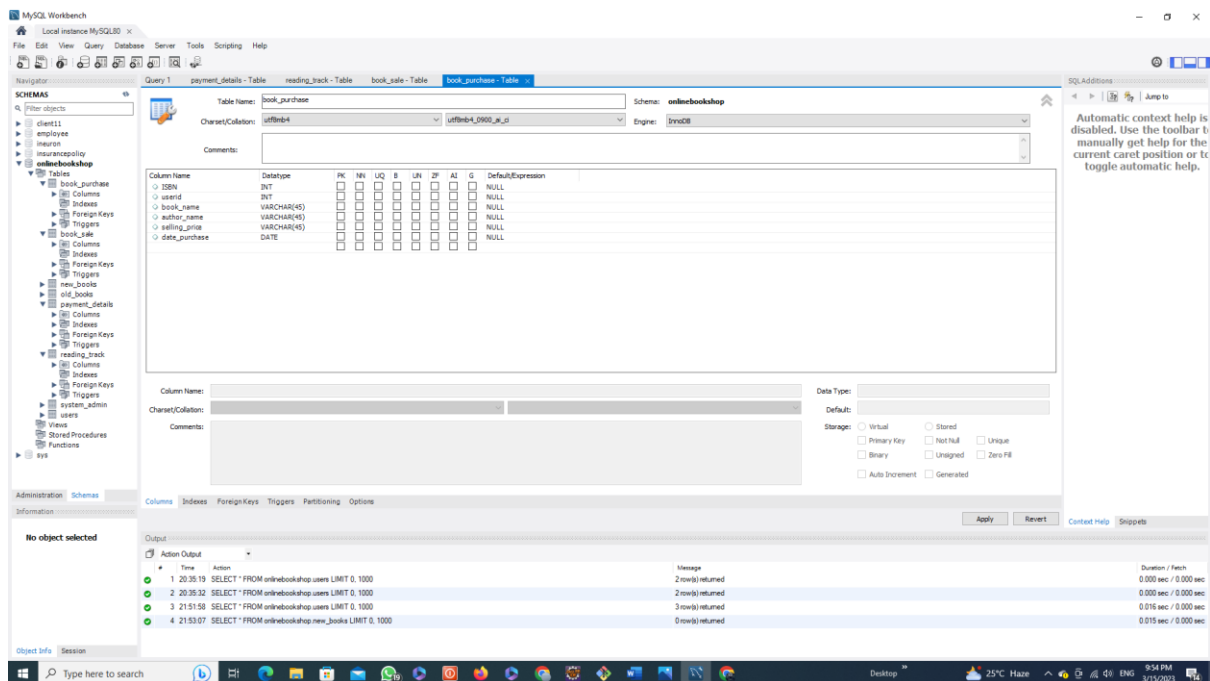 MySQL Workbench
Local instance MySQL80 ×
File Edit View Query Database Server Tools Scripting Help
Navigator
SCHEMAS
Filter objects
client11
employee
ineuron
insurancepolicy
onlinebookshop
Tables
book_purchase
Columns
Indexes
Foreign Keys
Triggers
book_sale
Columns
Indexes
Foreign Keys
Triggers
new_books
old_books
payment_details
Columns
Indexes
Foreign Keys
Triggers
reading_track
Columns
Indexes
Foreign Keys
Triggers
system_admin
users
Views
Stored Procedures
Functions
sys
Administration Schemas
Information
No object selected
Object Info Session
Query 1 payment_details - Table reading_track - Table book_sale - Table book_purchase - Table ×
Table Name: book_purchase Schema: onlinebookshop
Charset/Collation: utf8mb4 utf8mb4_0900_ai_ci Engine: InnoDB
Comments:
Column Name Datatype PK NN UQ B UN ZF AI G Default/Expression
ISBN INT NULL
userid INT NULL
book_name VARCHAR(45) NULL
author_name VARCHAR(45) NULL
selling_price VARCHAR(45) NULL
date_purchase DATE NULL
Column Name: Data Type:
Charset/Collation: Default:
Comments: Storage: Virtual Stored
Primary Key Not Null Unique
Binary Unsigned Zero Fill
Auto Increment Generated
Columns Indexes Foreign Keys Triggers Partitioning Options
Apply Revert
Output
Action Output
# Time Action Message Duration / Fetch
1 20:35:19 SELECT * FROM onlinebookshop.users LIMIT 0, 1000 2 row(s) returned 0.000 sec / 0.000 sec
2 20:35:32 SELECT * FROM onlinebookshop.users LIMIT 0, 1000 2 row(s) returned 0.000 sec / 0.000 sec
3 21:51:58 SELECT * FROM onlinebookshop.users LIMIT 0, 1000 3 row(s) returned 0.016 sec / 0.000 sec
4 21:53:07 SELECT * FROM onlinebookshop.new_books LIMIT 0, 1000 0 row(s) returned 0.015 sec / 0.000 sec
SQLAdditions
Jump to
Automatic context help is
disabled. Use the toolbar t
manually get help for the
current caret position or to
toggle automatic help.
Context Help Snippets
Type here to search
Desktop
25°C Haze
ENG
9:54 PM
3/15/2023